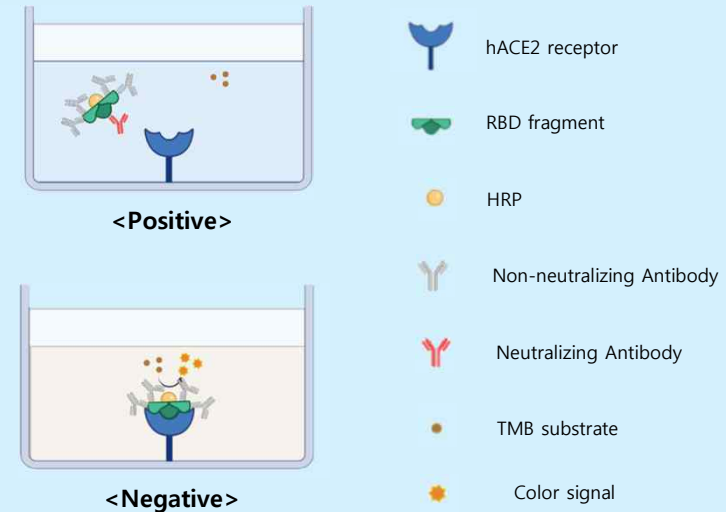 <Positive>
<Negative>
hACE2 receptor
RBD fragment
HRP
Non-neutralizing Antibody
Neutralizing Antibody
TMB substrate
Color signal